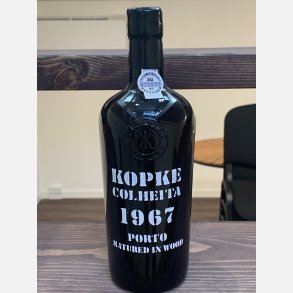 KOPKE
COLHEITA
1967
PORTO
MATURED IN WOOD